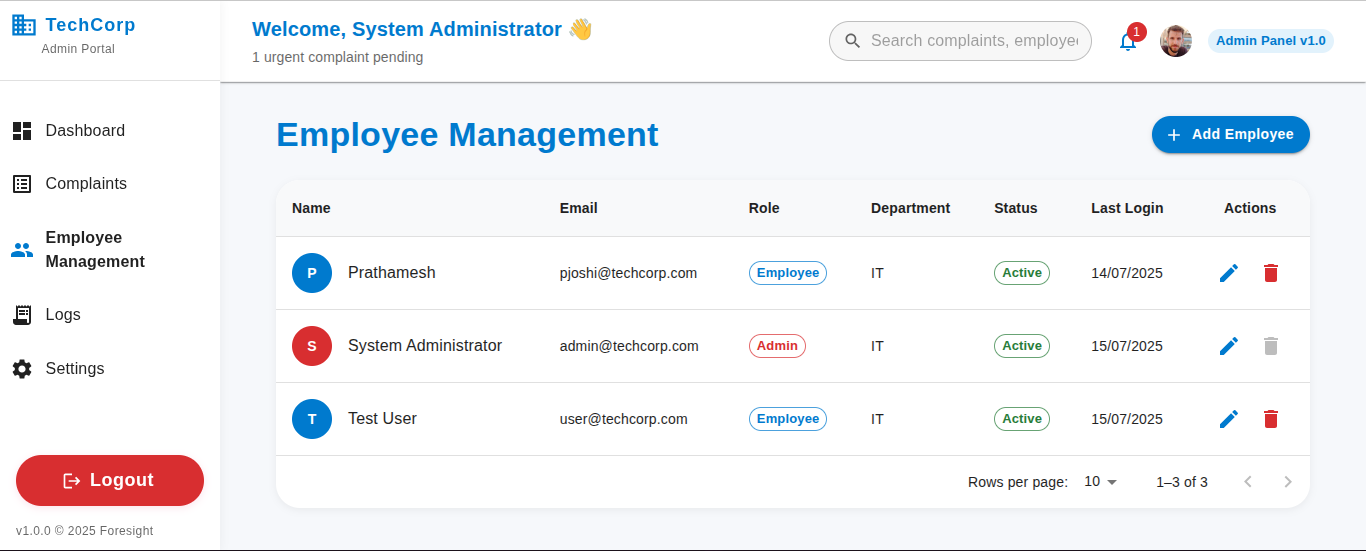 TechCorp
Admin Portal
Dashboard
Complaints
Employee
Management
Logs
Settings
Logout
v1.0.0 © 2025 Foresight
Welcome, System Administrator 👋
1 urgent complaint pending
Search complaints, employe
1
Admin Panel v1.0
Employee Management
Add Employee
Name Email Role Department Status Last Login Actions
P Prathamesh pjoshi@techcorp.com Employee IT Active 14/07/2025
S System Administrator admin@techcorp.com Admin IT Active 15/07/2025
T Test User user@techcorp.com Employee IT Active 15/07/2025
Rows per page: 10 1–3 of 3